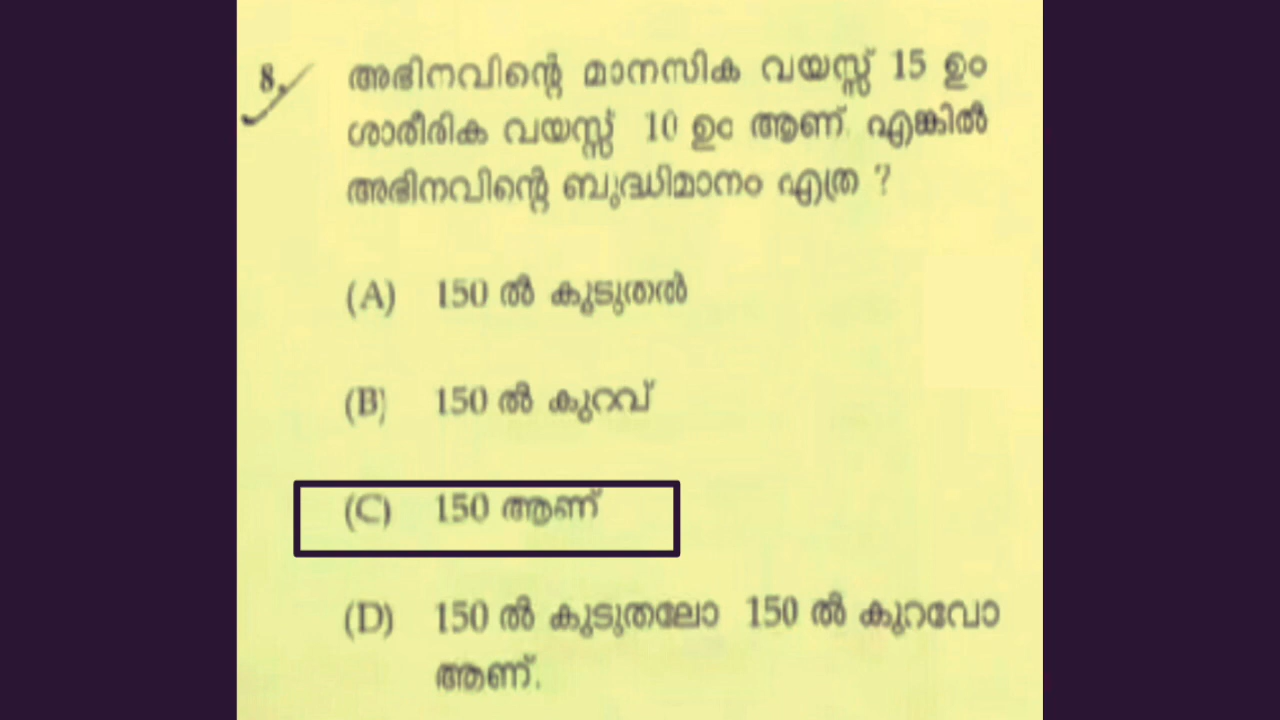 8. അഭിനവിന്റെ മാനസിക വയസ്സ് 15 ഉം
ശാരീരിക വയസ്സ് 10 ഉം ആണ്. എങ്കിൽ
അഭിനവിന്റെ ബുദ്ധിമാനം എത്ര ?
(A) 150 ൽ കൂടുതൽ
(B) 150 ൽ കുറവ്
(C) 150 ആണ്
(D) 150 ൽ കൂടുതലോ 150 ൽ കുറവോ
ആണ്.